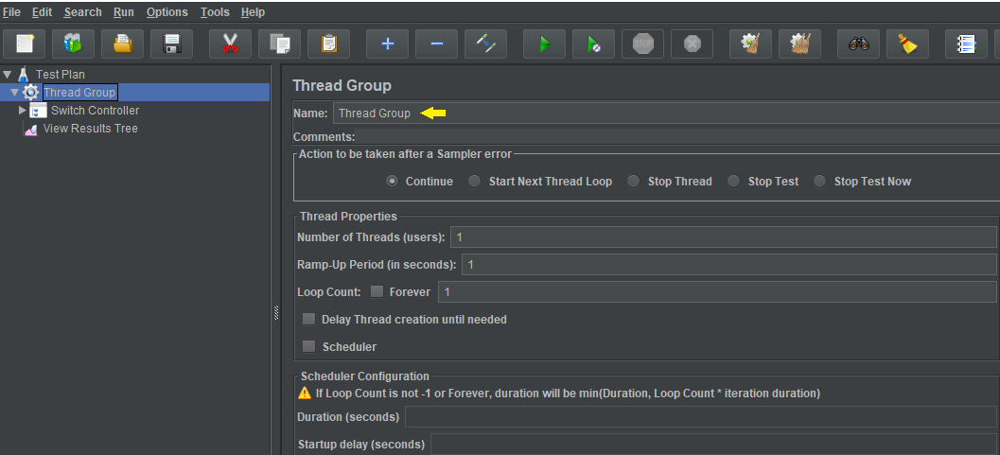 File Edit Search Run Options Tools Help
STOP
Test Plan
Thread Group
Switch Controller
View Results Tree
Thread Group
Name: Thread Group
Comments:
Action to be taken after a Sampler error
Continue Start Next Thread Loop Stop Thread Stop Test Stop Test Now
Thread Properties
Number of Threads (users): 1
Ramp-Up Period (in seconds): 1
Loop Count: Forever 1
Delay Thread creation until needed
Scheduler
Scheduler Configuration
If Loop Count is not -1 or Forever, duration will be min(Duration, Loop Count * iteration duration)
Duration (seconds)
Startup delay (seconds)